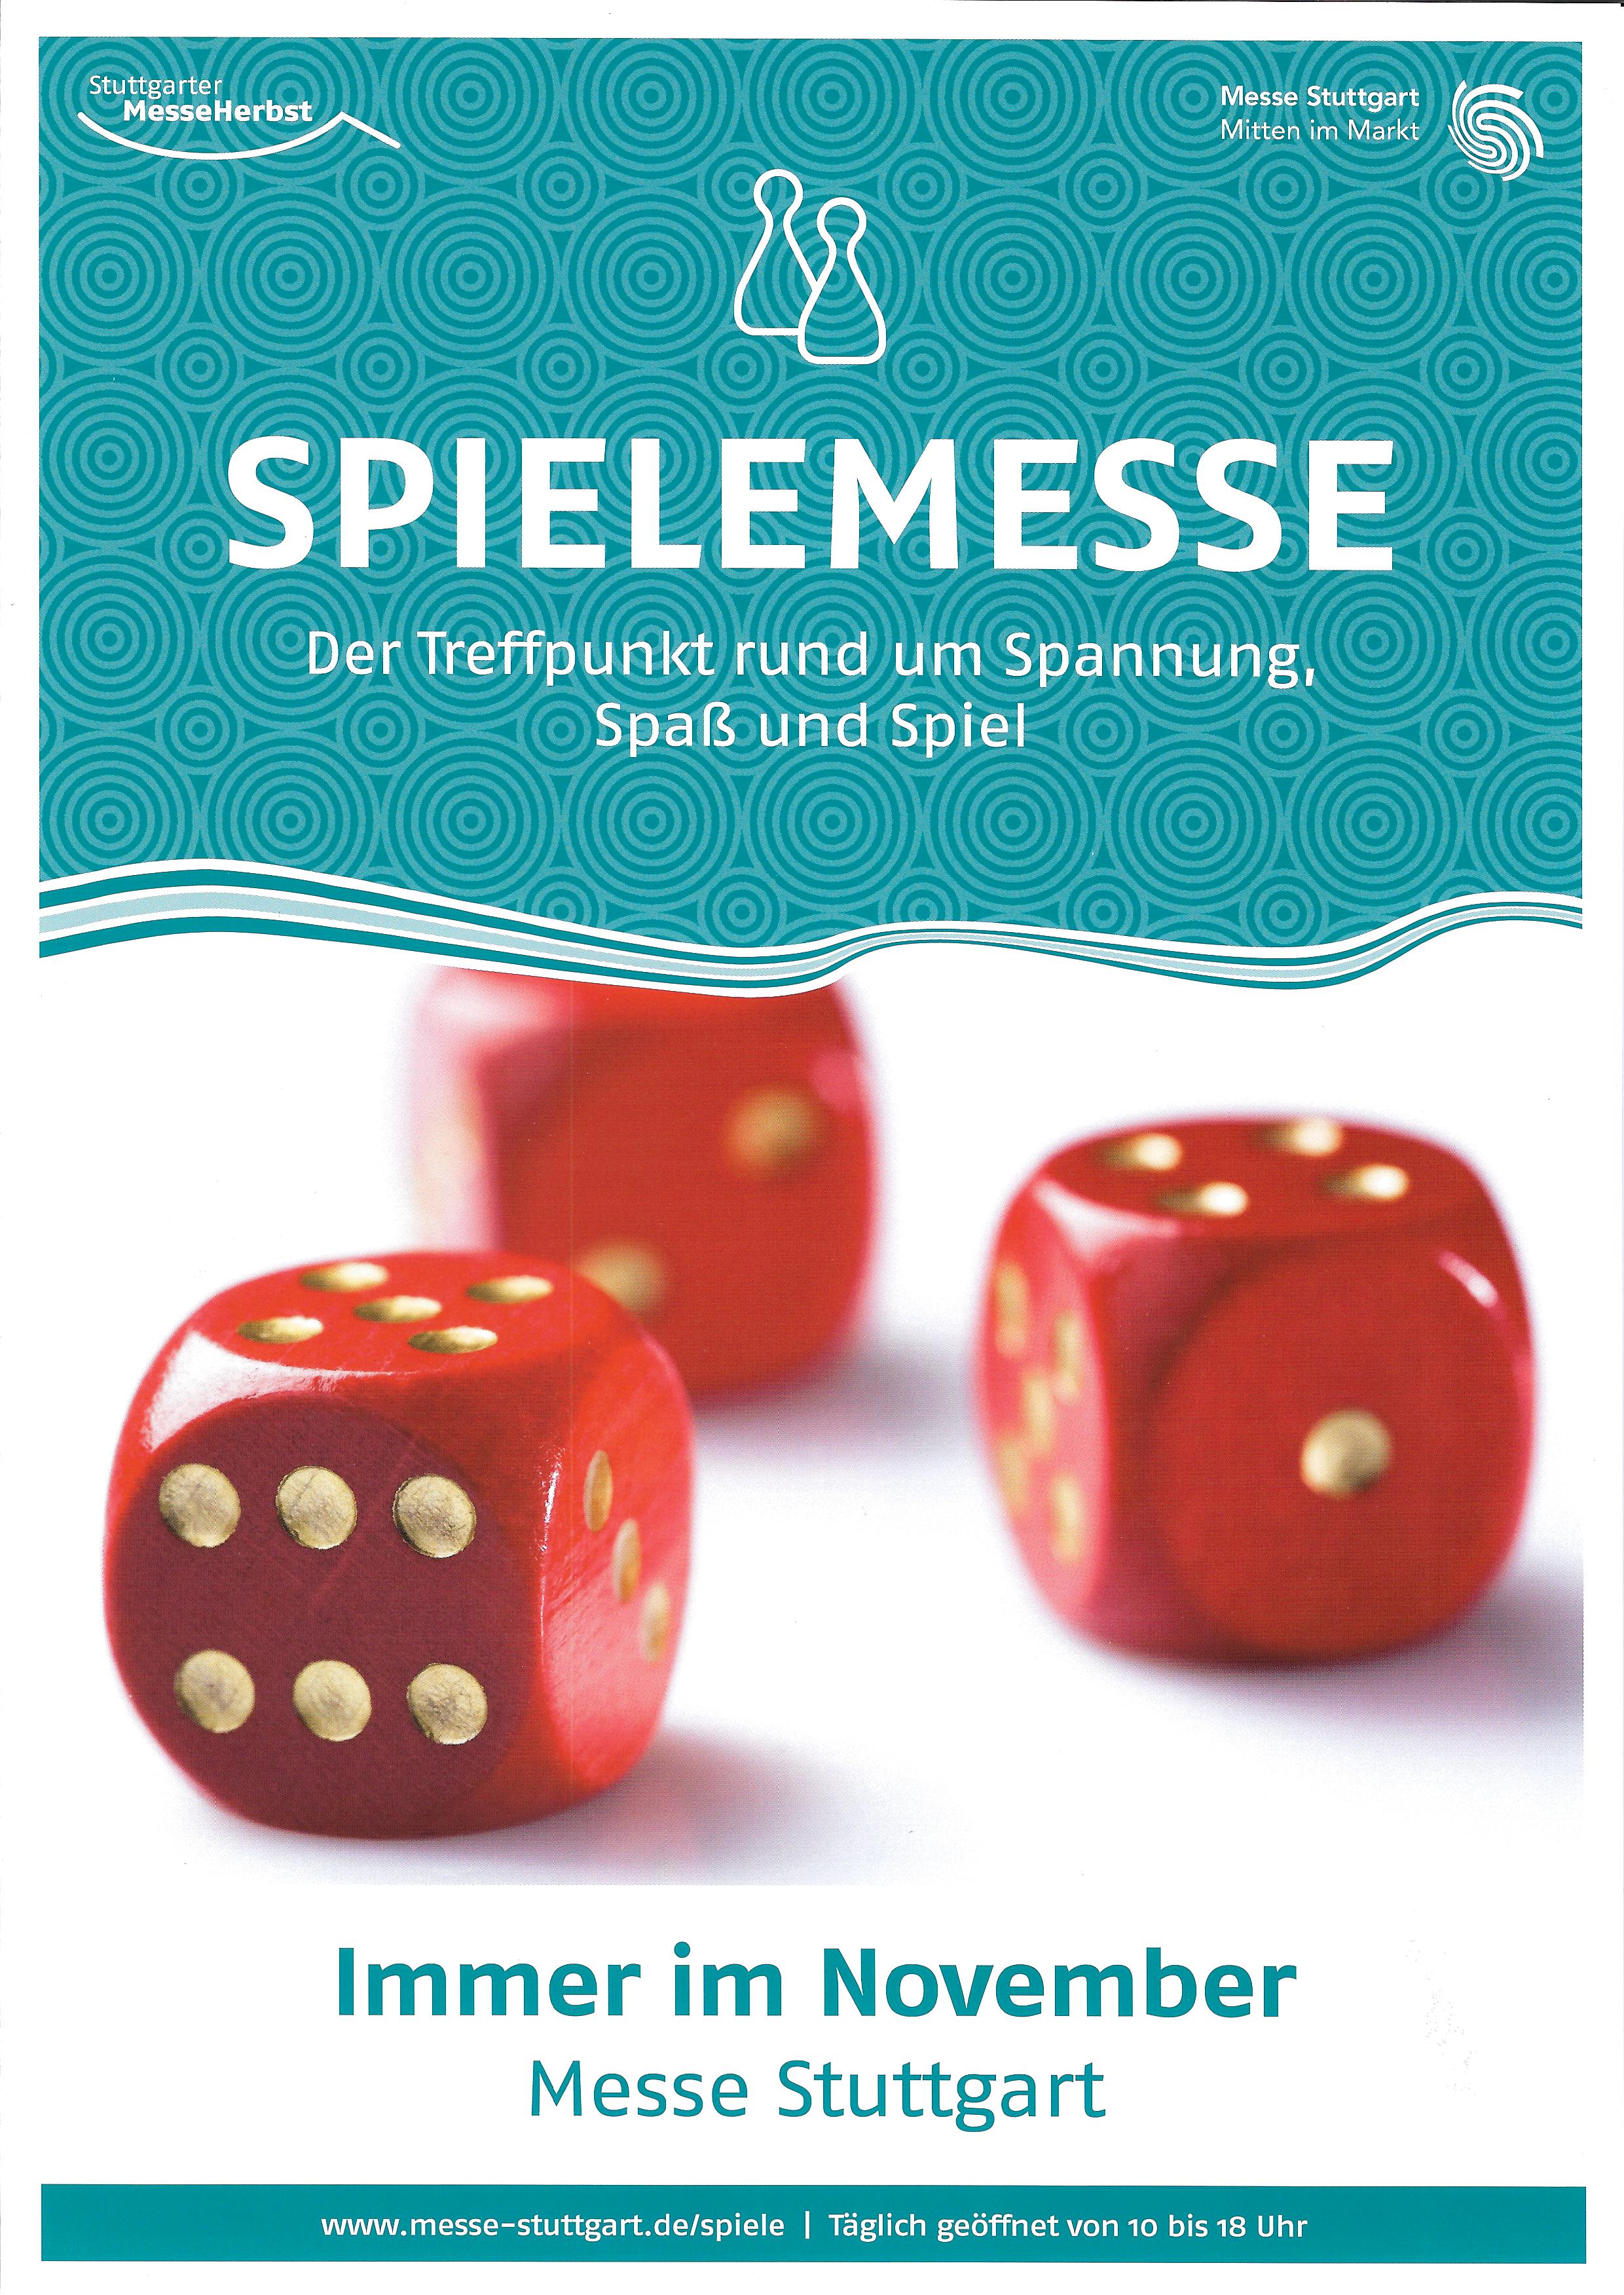 Stuttgarter
MesseHerbst
Messe Stuttgart
Mitten im Markt
SPIELEMESSE
Der Treffpunkt rund um Spannung,
Spaß und Spiel
Immer im November
Messe Stuttgart
www.messe-stuttgart.de/spiele | Täglich geöffnet von 10 bis 18 Uhr